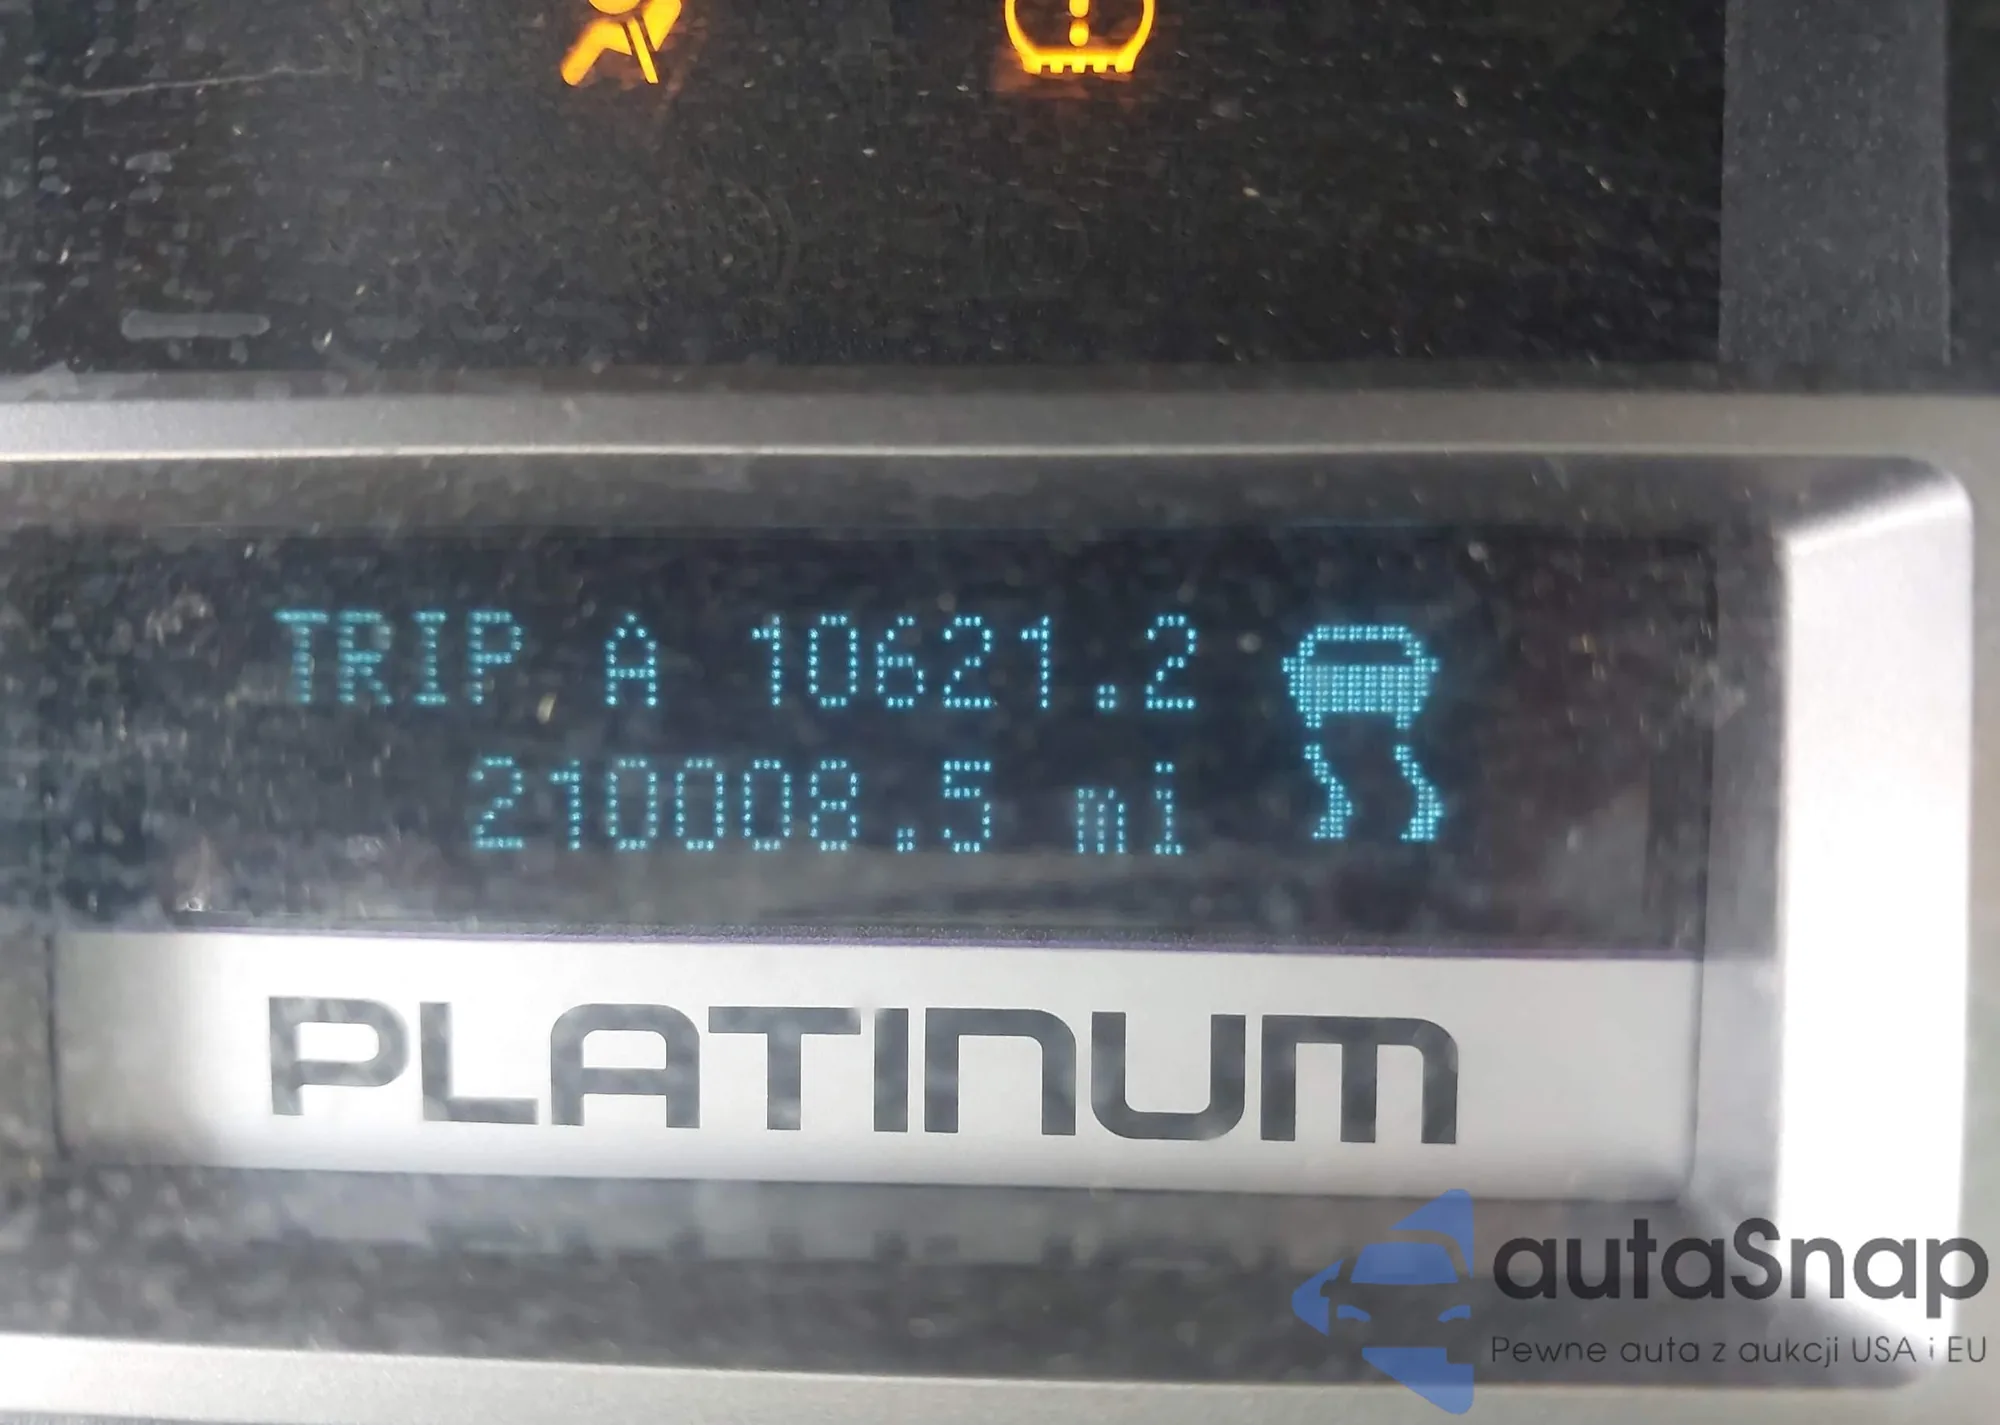 TRIP A 10621.2
210008.5 mi
PLATINUM
autaSnap
Pewne auta z aukcji USA i EU